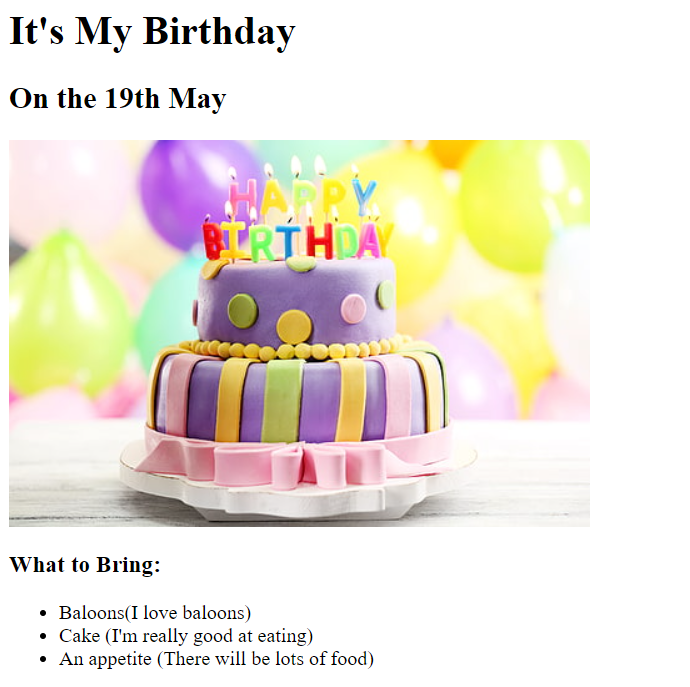 It's My Birthday
On the 19th May
HAPPY
BIRTHDAY
What to Bring:
Baloons(I love baloons)
Cake (I'm really good at eating)
An appetite (There will be lots of food)